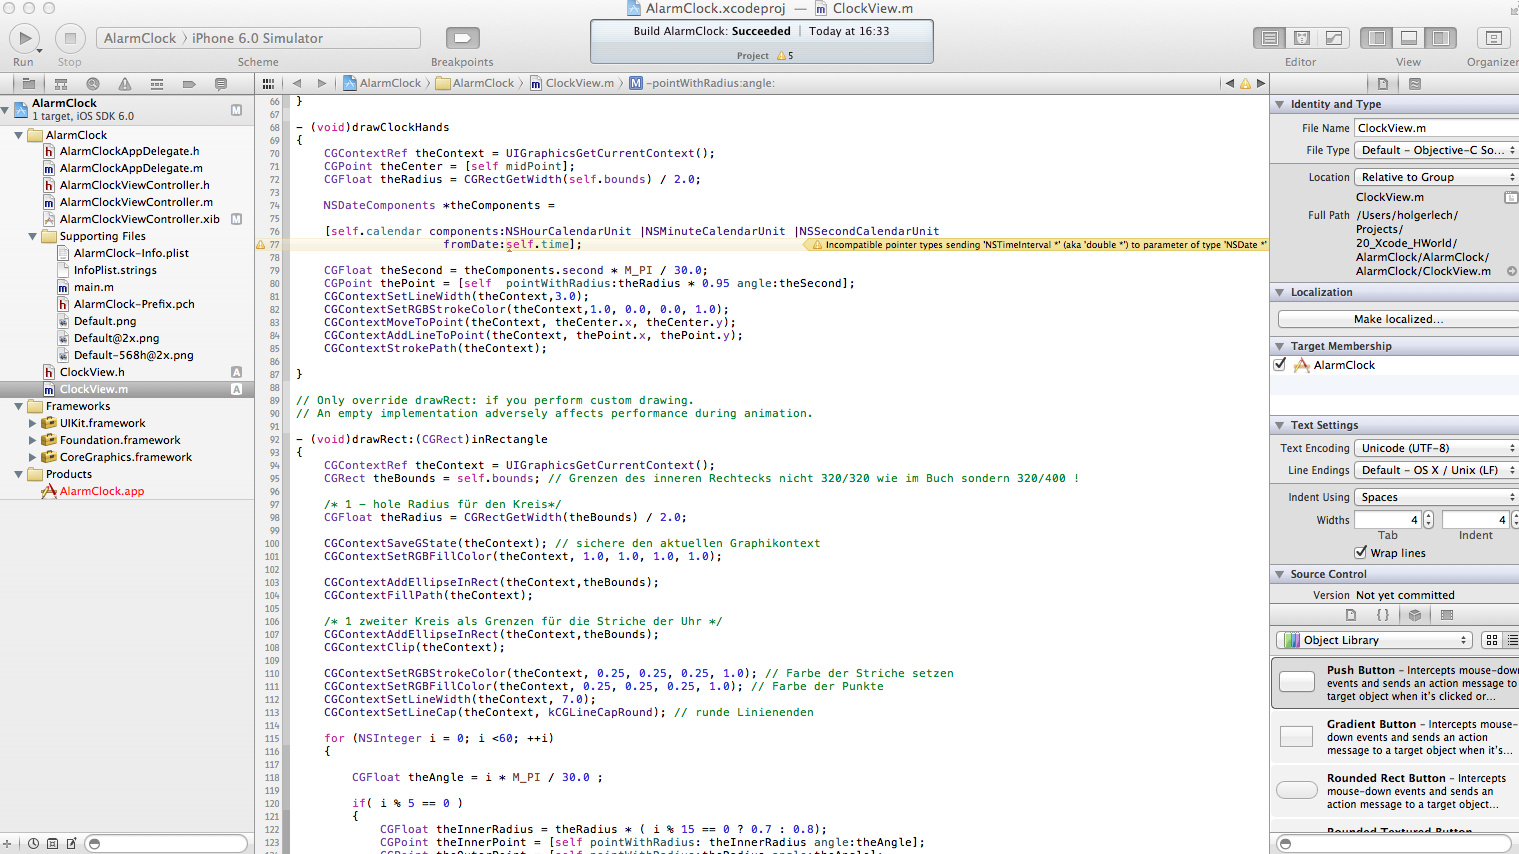 AlarmClock.xcodeproj — ClockView.m
Run
Stop
AlarmClock
iPhone 6.0 Simulator
Scheme
Breakpoints
Build AlarmClock: Succeeded | Today at 16:33
Project 5
Editor
View
Organizer
AlarmClock
1 target, iOS SDK 6.0
M
AlarmClock
AlarmClockAppDelegate.h
AlarmClockAppDelegate.m
AlarmClockViewController.h
AlarmClockViewController.m
AlarmClockViewController.xib
M
Supporting Files
AlarmClock-Info.plist
InfoPlist.strings
main.m
AlarmClock-Prefix.pch
Default.png
Default@2x.png
Default-568h@2x.png
ClockView.h
A
ClockView.m
A
Frameworks
UIKit.framework
Foundation.framework
CoreGraphics.framework
Products
AlarmClock.app
AlarmClock
AlarmClock
ClockView.m
M -pointWithRadius:angle:
66 }
67
68 - (void)drawClockHands
69 {
70 CGContextRef theContext = UIGraphicsGetCurrentContext();
71 CGPoint theCenter = [self midPoint];
72 CGFloat theRadius = CGRectGetWidth(self.bounds) / 2.0;
73
74 NSDateComponents *theComponents =
75
76 [self.calendar components:NSHourCalendarUnit |NSMinuteCalendarUnit |NSSecondCalendarUnit
77 fromDate:self.time];
Incompatible pointer types sending 'NSTimeInterval *' (aka 'double *') to parameter of type 'NSDate *'
78
79 CGFloat theSecond = theComponents.second * M_PI / 30.0;
80 CGPoint thePoint = [self  pointWithRadius:theRadius * 0.95 angle:theSecond];
81 CGContextSetLineWidth(theContext,3.0);
82 CGContextSetRGBStrokeColor(theContext,1.0, 0.0, 0.0, 1.0);
83 CGContextMoveToPoint(theContext, theCenter.x, theCenter.y);
84 CGContextAddLineToPoint(theContext, thePoint.x, thePoint.y);
85 CGContextStrokePath(theContext);
86
87 }
88
89 // Only override drawRect: if you perform custom drawing.
90 // An empty implementation adversely affects performance during animation.
91
92 - (void)drawRect:(CGRect)inRectangle
93 {
94 CGContextRef theContext = UIGraphicsGetCurrentContext();
95 CGRect theBounds = self.bounds; // Grenzen des inneren Rechtecks nicht 320/320 wie im Buch sondern 320/400 !
96
97 /* 1 - hole Radius für den Kreis*/
98 CGFloat theRadius = CGRectGetWidth(theBounds) / 2.0;
99
100 CGContextSaveGState(theContext); // sichere den aktuellen Graphikontext
101 CGContextSetRGBFillColor(theContext, 1.0, 1.0, 1.0, 1.0);
102
103 CGContextAddEllipseInRect(theContext,theBounds);
104 CGContextFillPath(theContext);
105
106 /* 1 zweiter Kreis als Grenzen für die Striche der Uhr */
107 CGContextAddEllipseInRect(theContext,theBounds);
108 CGContextClip(theContext);
109
110 CGContextSetRGBStrokeColor(theContext, 0.25, 0.25, 0.25, 1.0); // Farbe der Striche setzen
111 CGContextSetRGBFillColor(theContext, 0.25, 0.25, 0.25, 1.0); // Farbe der Punkte
112 CGContextSetLineWidth(theContext, 7.0);
113 CGContextSetLineCap(theContext, kCGLineCapRound); // runde Linienenden
114
115 for (NSInteger i = 0; i <60; ++i)
116 {
117
118 CGFloat theAngle = i * M_PI / 30.0 ;
119
120 if( i % 5 == 0 )
121 {
122 CGFloat theInnerRadius = theRadius * ( i % 15 == 0 ? 0.7 : 0.8);
123 CGPoint theInnerPoint = [self pointWithRadius: theInnerRadius angle:theAngle];
Identity and Type
File Name ClockView.m
File Type Default - Objective-C So...
Location Relative to Group
ClockView.m
Full Path /Users/holgerlech/
Projects/
20_Xcode_HWorld/
AlarmClock/AlarmClock/
AlarmClock/ClockView.m
Localization
Make localized...
Target Membership
AlarmClock
Text Settings
Text Encoding Unicode (UTF-8)
Line Endings Default - OS X / Unix (LF)
Indent Using Spaces
Widths 4 4
Tab Indent
Wrap lines
Source Control
Version Not yet committed
{ }
Object Library
Push Button - Intercepts mouse-down
events and sends an action message to
target object when it's clicked or...
Gradient Button - Intercepts mouse-
down events and sends an action
message to a target object when it's...
Rounded Rect Button - Intercepts
mouse-down events and sends an
action message to a target object...
Rounded Textured Button